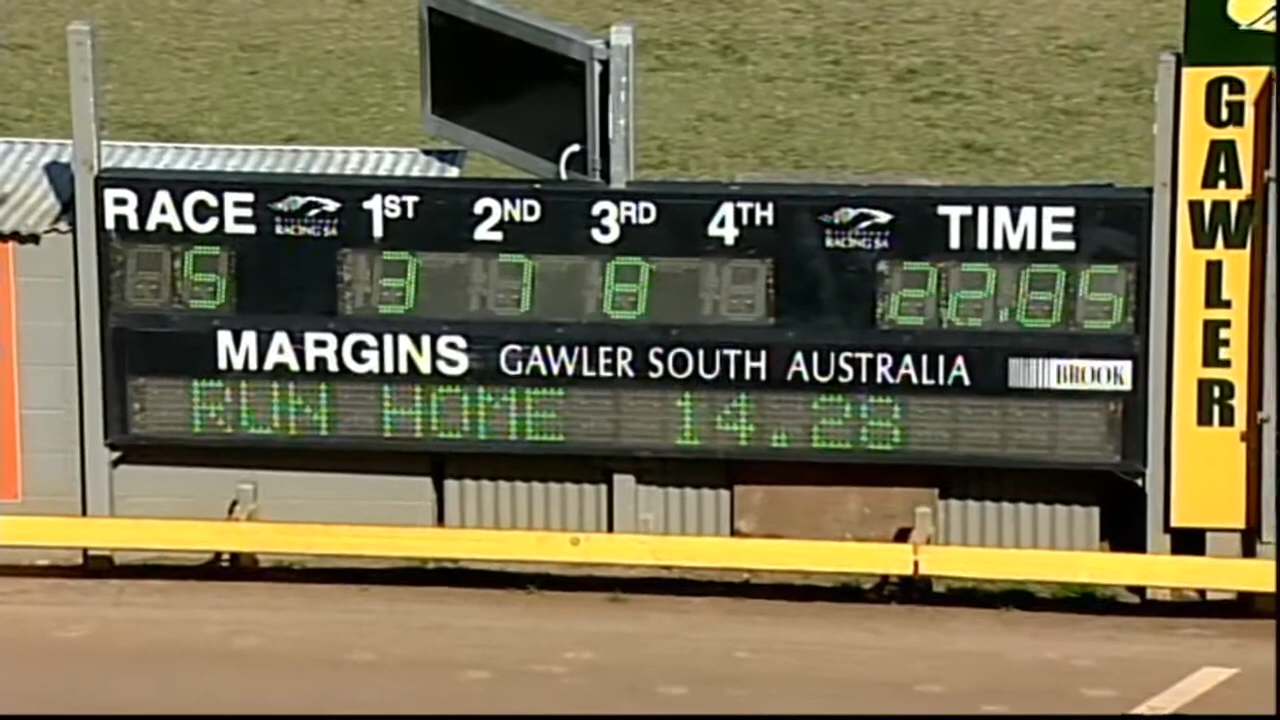 RACE 1ST 2ND 3RD 4TH TIME
5 3 7 8 22.85
MARGINS GAWLER SOUTH AUSTRALIA BROOK
RUN HOME 14.28
GAWLER